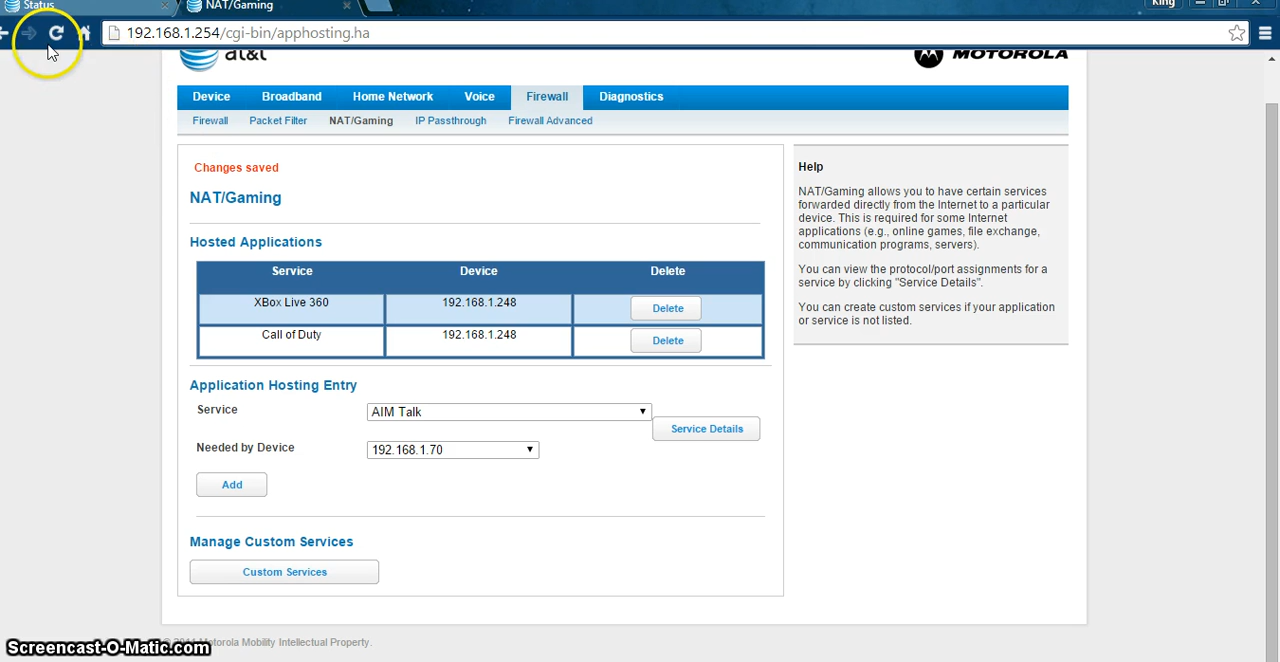 Status
NAT/Gaming
King
192.168.1.254/cgi-bin/apphosting.ha
at&t
MOTOROLA
Device Broadband Home Network Voice Firewall Diagnostics
Firewall Packet Filter NAT/Gaming IP Passthrough Firewall Advanced
Changes saved
NAT/Gaming
Hosted Applications
Service Device Delete
XBox Live 360 192.168.1.248 Delete
Call of Duty 192.168.1.248 Delete
Application Hosting Entry
Service AIM Talk
Service Details
Needed by Device 192.168.1.70
Add
Manage Custom Services
Custom Services
Help
NAT/Gaming allows you to have certain services
forwarded directly from the Internet to a particular
device. This is required for some Internet
applications (e.g., online games, file exchange,
communication programs, servers).
You can view the protocol/port assignments for a
service by clicking "Service Details".
You can create custom services if your application
or service is not listed.
Motorola Mobility Intellectual Property.
Screencast-O-Matic.com